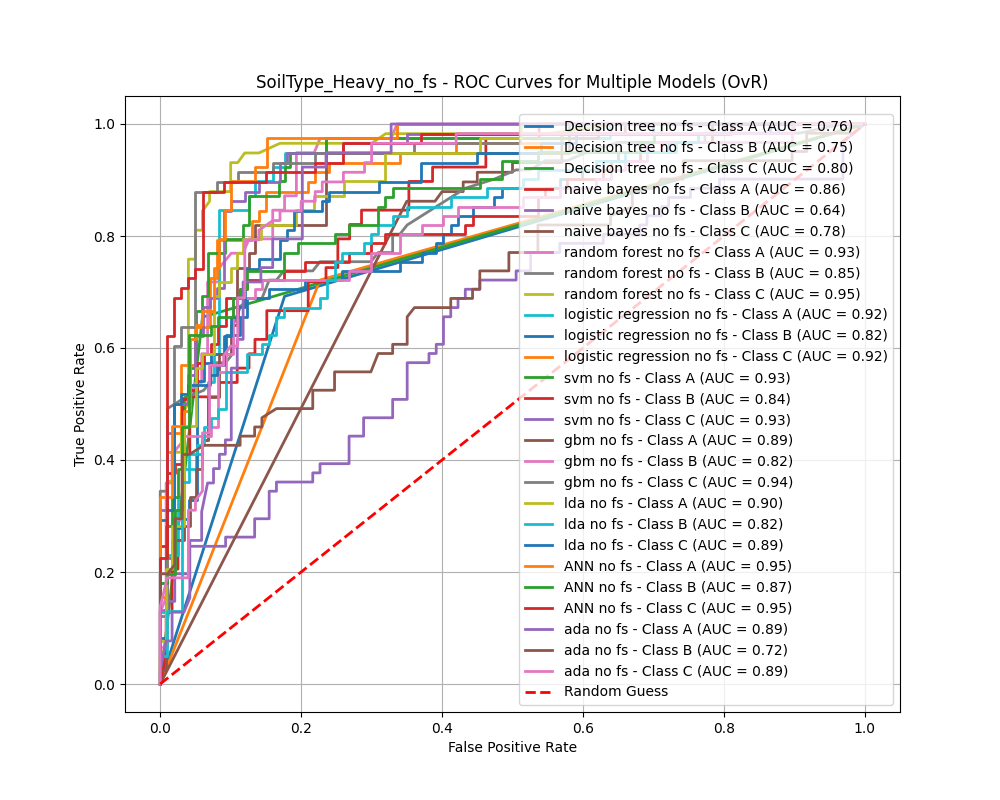 SoilType_Heavy_no_fs - ROC Curves for Multiple Models (OvR)
True Positive Rate
1.0
0.8
0.6
0.4
0.2
0.0
Decision tree no fs - Class A (AUC = 0.76)
Decision tree no fs - Class B (AUC = 0.75)
Decision tree no fs - Class C (AUC = 0.80)
naive bayes no fs - Class A (AUC = 0.86)
naive bayes no fs - Class B (AUC = 0.64)
naive bayes no fs - Class C (AUC = 0.78)
random forest no fs - Class A (AUC = 0.93)
random forest no fs - Class B (AUC = 0.85)
random forest no fs - Class C (AUC = 0.95)
logistic regression no fs - Class A (AUC = 0.92)
logistic regression no fs - Class B (AUC = 0.82)
logistic regression no fs - Class C (AUC = 0.92)
svm no fs - Class A (AUC = 0.93)
svm no fs - Class B (AUC = 0.84)
svm no fs - Class C (AUC = 0.93)
gbm no fs - Class A (AUC = 0.89)
gbm no fs - Class B (AUC = 0.82)
gbm no fs - Class C (AUC = 0.94)
lda no fs - Class A (AUC = 0.90)
lda no fs - Class B (AUC = 0.82)
lda no fs - Class C (AUC = 0.89)
ANN no fs - Class A (AUC = 0.95)
ANN no fs - Class B (AUC = 0.87)
ANN no fs - Class C (AUC = 0.95)
ada no fs - Class A (AUC = 0.89)
ada no fs - Class B (AUC = 0.72)
ada no fs - Class C (AUC = 0.89)
Random Guess
0.0 0.2 0.4 0.6 0.8 1.0
False Positive Rate